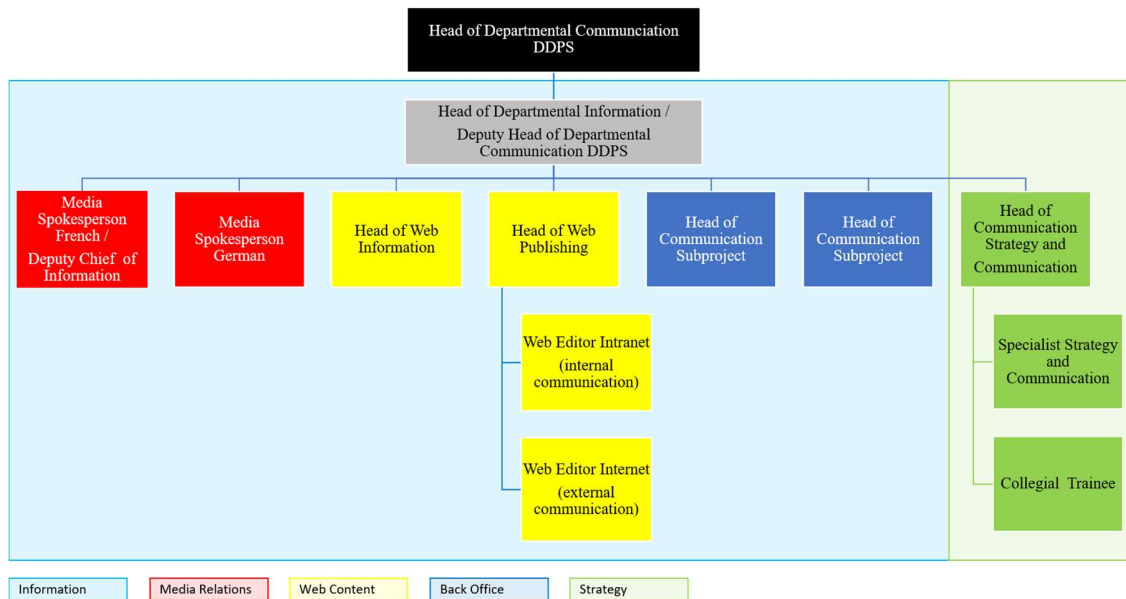 Head of Departmental Communciation
DDPS
Head of Departmental Information /
Deputy Head of Departmental
Communication DDPS
Media
Spokesperson
French /
Deputy Chief of
Information
Media
Spokesperson
German
Head of Web
Information
Head of Web
Publishing
Head of
Communication
Subproject
Head of
Communication
Subproject
Head of
Communication
Strategy and
Communication
Web Editor Intranet
(internal
communication)
Specialist Strategy
and
Communication
Web Editor Internet
(external
communication)
Collegial Trainee
Information
Media Relations
Web Content
Back Office
Strategy